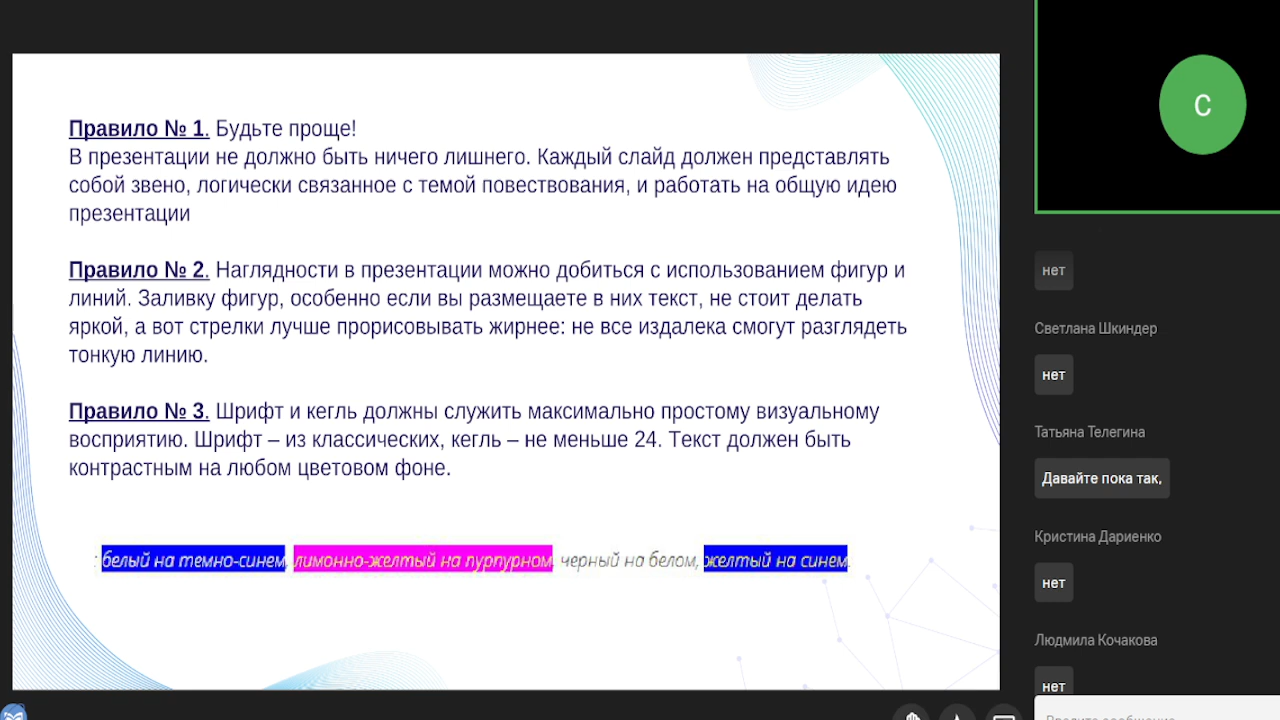 Правило № 1. Будьте проще!
В презентации не должно быть ничего лишнего. Каждый слайд должен представлять
собой звено, логически связанное с темой повествования, и работать на общую идею
презентации
Правило № 2. Наглядности в презентации можно добиться с использованием фигур и
линий. Заливку фигур, особенно если вы размещаете в них текст, не стоит делать
яркой, а вот стрелки лучше прорисовывать жирнее: не все издалека смогут разглядеть
тонкую линию.
Правило № 3. Шрифт и кегль должны служить максимально простому визуальному
восприятию. Шрифт – из классических, кегль – не меньше 24. Текст должен быть
контрастным на любом цветовом фоне.
: белый на темно-синем, лимонно-желтый на пурпурном, черный на белом, желтый на синем.
С
нет
Светлана Шкиндер
нет
Татьяна Телегина
Давайте пока так,
Кристина Дариенко
нет
Людмила Кочакова
нет